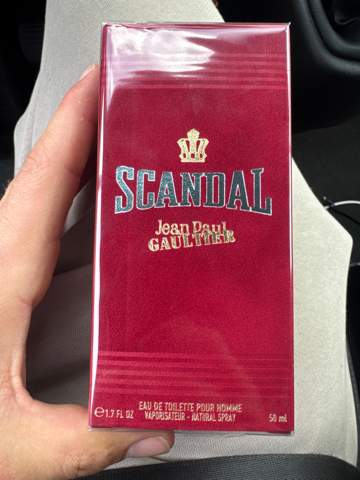 SCANDAL
Jean Paul
GAULTIER
EAU DE TOILETTE POUR HOMME
℮ 1.7 FL OZ VAPORISATEUR - NATURAL SPRAY 50 ml